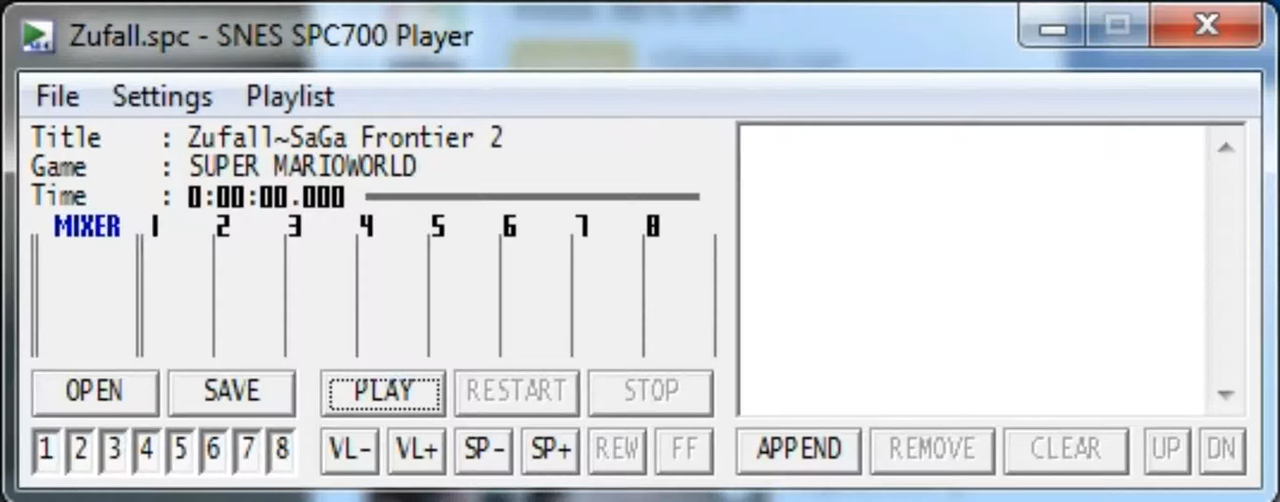 Zufall.spc - SNES SPC700 Player
File Settings Playlist
Title : Zufall~SaGa Frontier 2
Game : SUPER MARIOWORLD
Time : 0:00:00.000
MIXER 1 2 3 4 5 6 7 8
OPEN SAVE PLAY RESTART STOP
1 2 3 4 5 6 7 8 VL- VL+ SP- SP+ REW FF APPEND REMOVE CLEAR UP DN